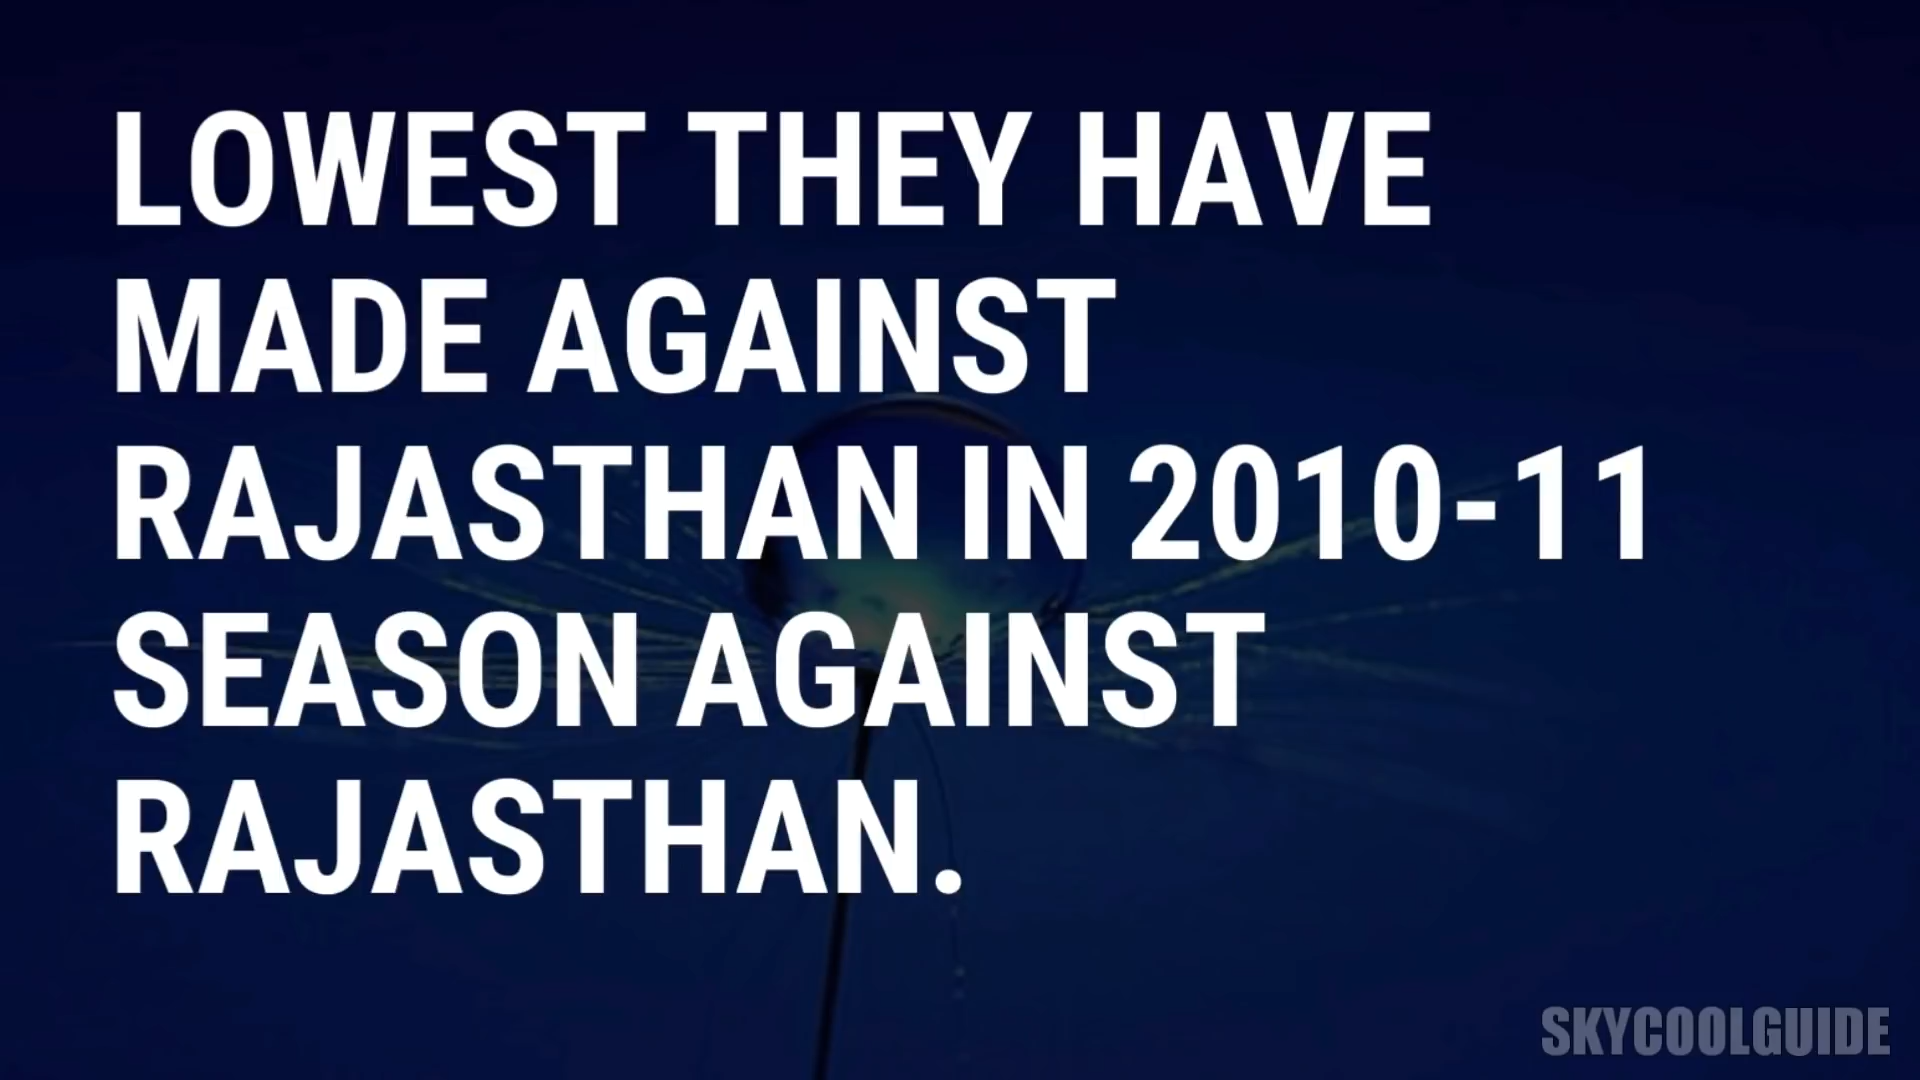 LOWEST THEY HAVE
MADE AGAINST
RAJASTHAN IN 2010-11
SEASON AGAINST
RAJASTHAN.
SKYCOOLGUIDE